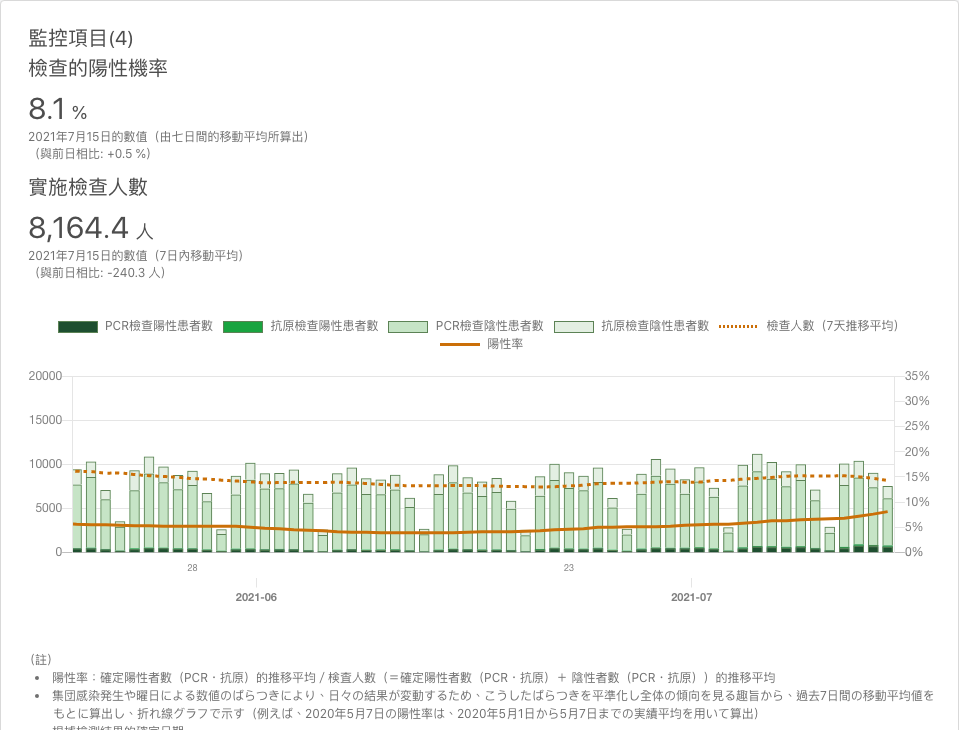 監控項目(4)
檢查的陽性機率
8.1 %
2021年7月15日的數值（由七日間的移動平均所算出）
（與前日相比: +0.5 %)
實施檢查人數
8,164.4 人
2021年7月15日的數值（7日內移動平均）
（與前日相比: -240.3 人）
PCR檢查陽性患者數 抗原檢查陽性患者數 PCR檢查陰性患者數 抗原檢查陰性患者數 檢查人數（7天推移平均）
陽性率
20000 35%
30%
15000 25%
20%
10000 15%
10%
5000 5%
0 0%
28 23
2021-06 2021-07
（註）
• 陽性率：確定陽性者數（PCR・抗原）的推移平均 / 檢査人數（＝確定陽性者數（PCR・抗原）＋ 陰性者數（PCR・抗原））的推移平均
• 集団感染発生や曜日による数値のばらつきにより、日々の結果が変動するため、こうしたばらつきを平準化し全体の傾向を見る趣旨から、過去7日間の移動平均値を
もとに算出し、折れ線グラフで示す（例えば、2020年5月7日の陽性率は、2020年5月1日から5月7日までの実績平均を用いて算出）